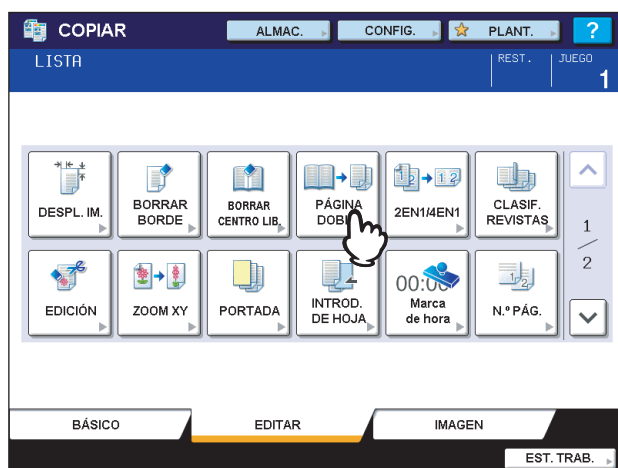 COPIAR
ALMAC.
CONFIG.
PLANT.
?
LISTA
REST.
JUEGO
1
DESPL. IM.
BORRAR
BORDE
BORRAR
CENTRO LIB.
PÁGINA
DOB
2EN1/4EN1
CLASIF.
REVISTAS
1
2
EDICIÓN
ZOOM XY
PORTADA
INTROD.
DE HOJA
00:0
Marca
de hora
N.º PÁG.
BÁSICO
EDITAR
IMAGEN
EST. TRAB.